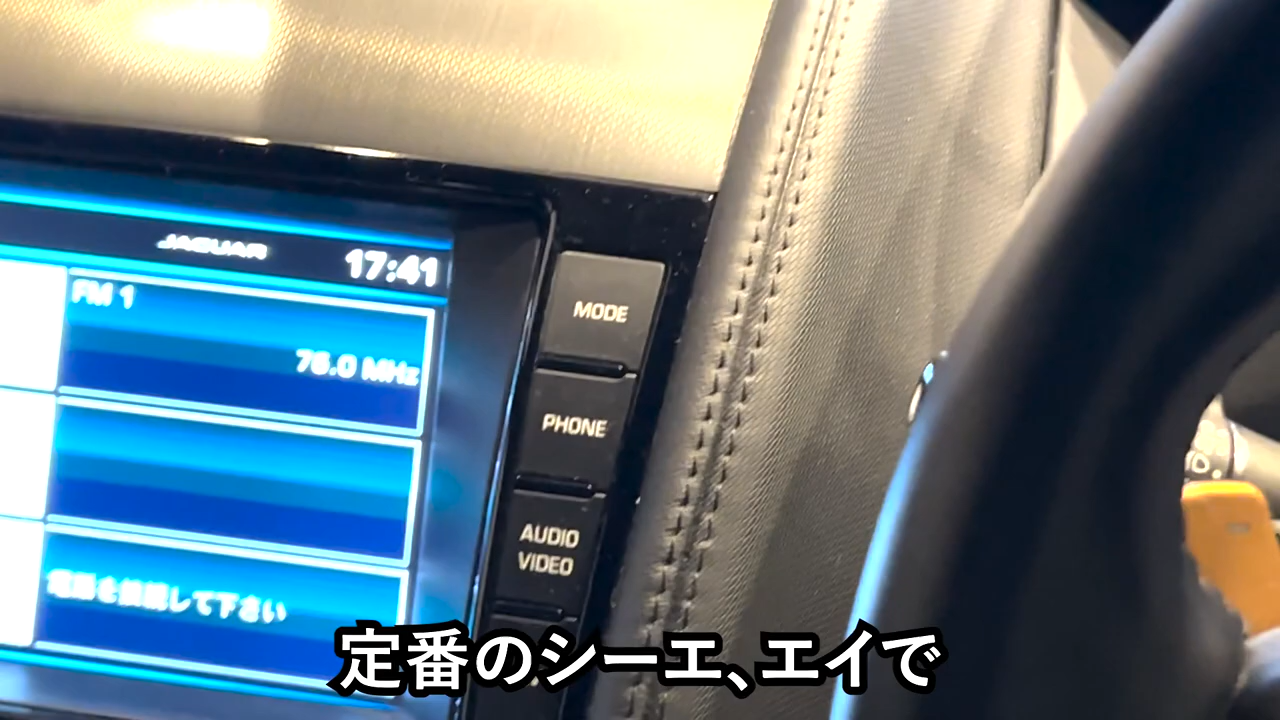 JAGUAR
17:41
FM 1
76.0 MHz
電話を接続して下さい
MODE
PHONE
AUDIO
VIDEO
定番のシーエ、エイで